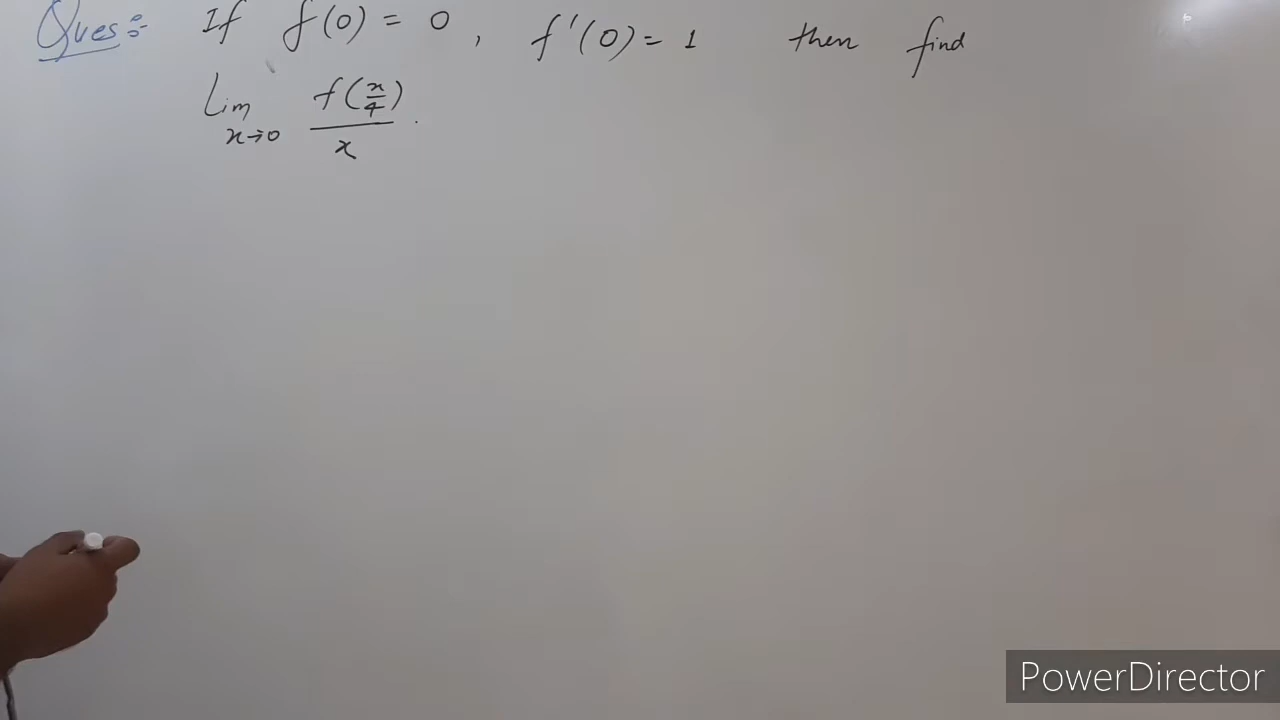 Ques:- If f(0) = 0 , f'(0) = 1 then find
Lim x→0 f(x/4)/x .
PowerDirector